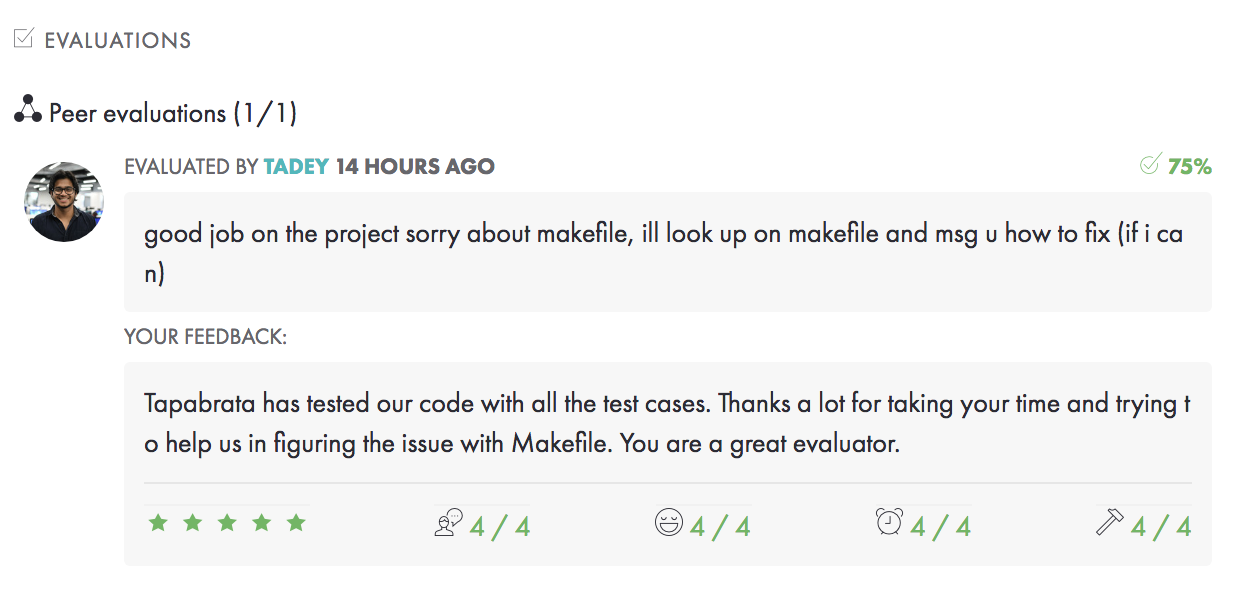 EVALUATIONS
Peer evaluations (1/1)
EVALUATED BY TADEY 14 HOURS AGO
75%
good job on the project sorry about makefile, ill look up on makefile and msg u how to fix (if i ca
n)
YOUR FEEDBACK:
Tapabrata has tested our code with all the test cases. Thanks a lot for taking your time and trying t
o help us in figuring the issue with Makefile. You are a great evaluator.
4 / 4 4 / 4 4 / 4 4 / 4